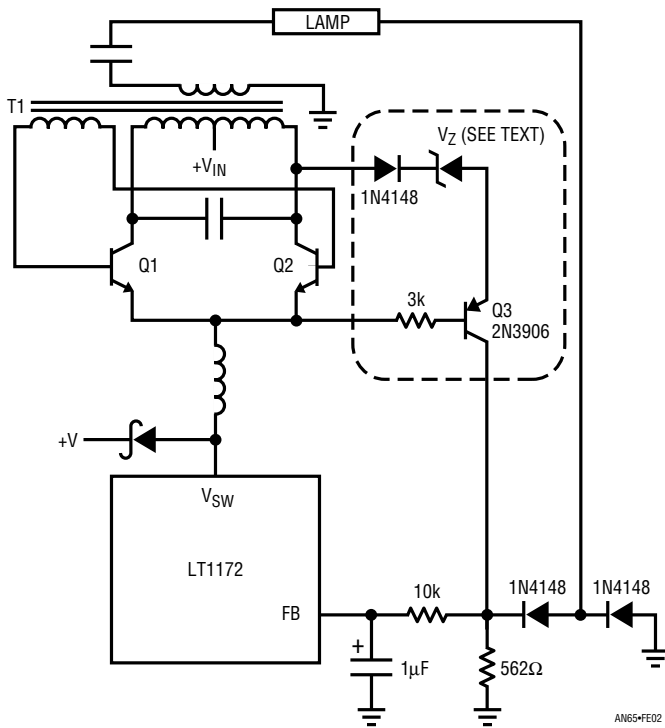 LAMP
T1
+VIN
VZ (SEE TEXT)
1N4148
Q1
Q2
3k
Q3
2N3906
+V
VSW
LT1172
FB
10k
1N4148
1N4148
+
1µF
562Ω
AN65•FE02